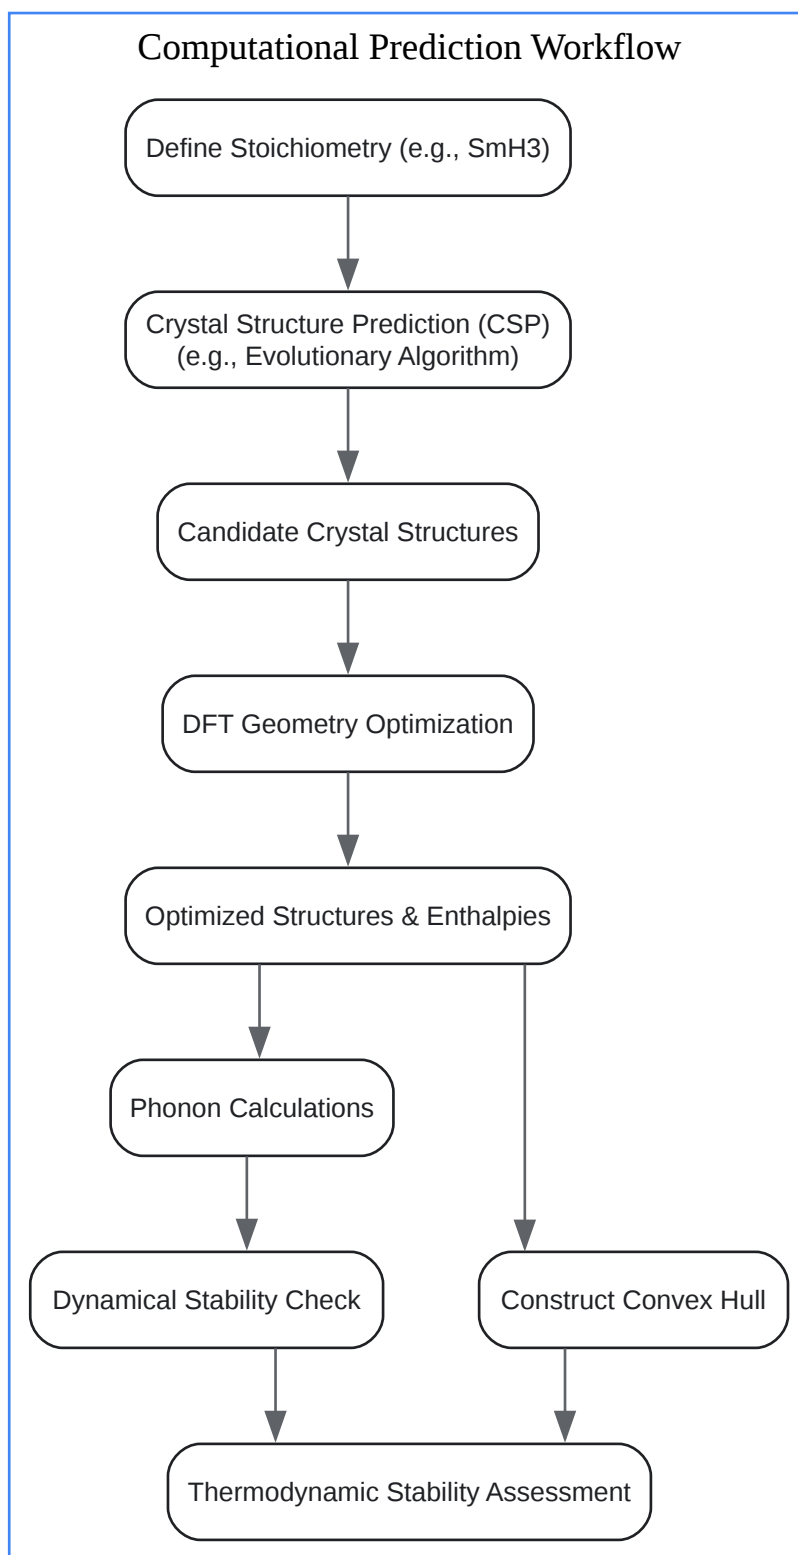 Computational Prediction Workflow
Define Stoichiometry (e.g., SmH3)
Crystal Structure Prediction (CSP)
(e.g., Evolutionary Algorithm)
Candidate Crystal Structures
DFT Geometry Optimization
Optimized Structures & Enthalpies
Phonon Calculations
Dynamical Stability Check
Construct Convex Hull
Thermodynamic Stability Assessment